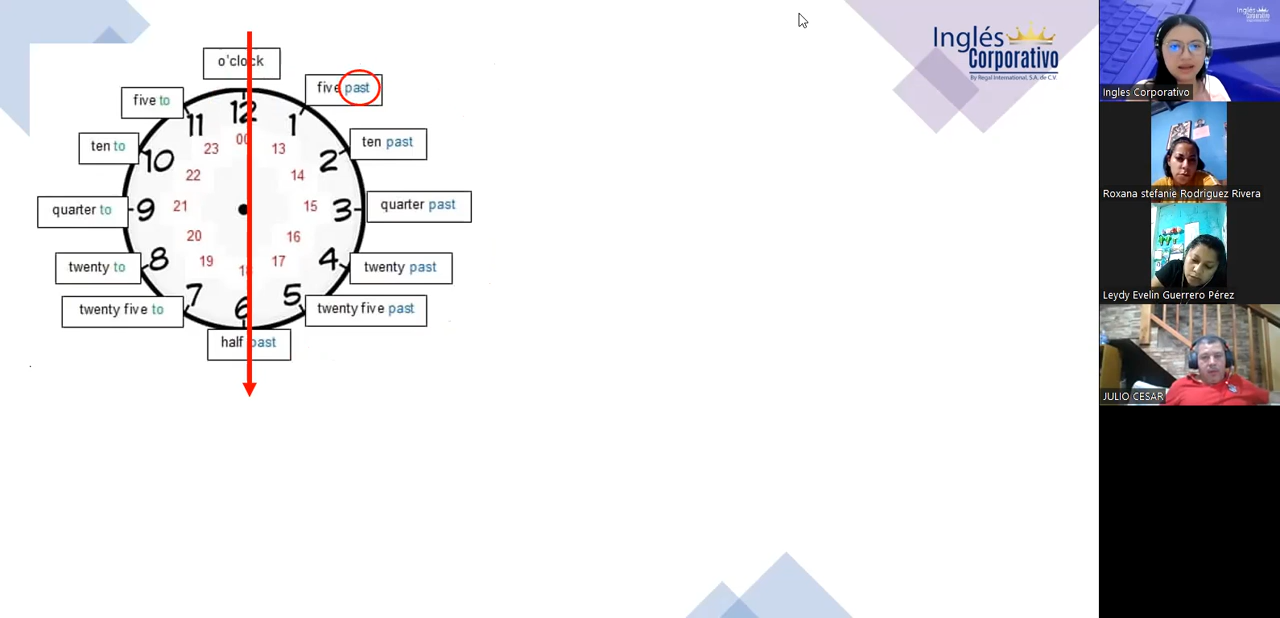 o'clock
five past
ten past
quarter past
twenty past
twenty five past
half past
twenty five to
twenty to
quarter to
ten to
five to
12
1
2
3
4
5
6
7
8
9
10
11
00
13
14
15
16
17
19
20
21
22
23
Inglés
Corporativo
By Regal International, S.A. de C.V.
Ingles Corporativo
Roxana stefanie Rodriguez Rivera
Leydy Evelin Guerrero Pérez
JULIO CESAR